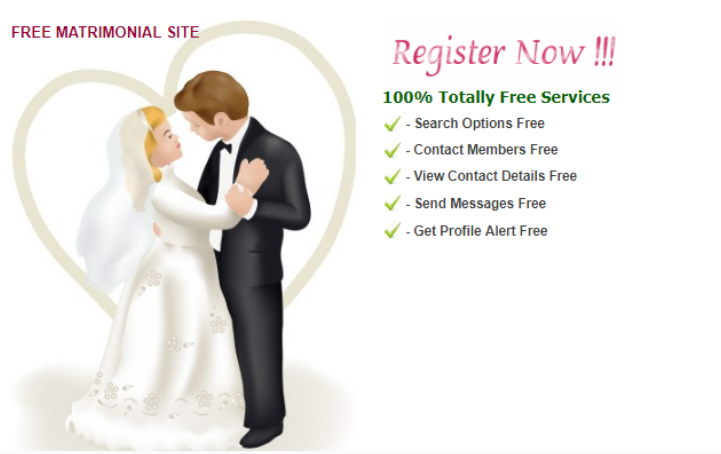 FREE MATRIMONIAL SITE
Register Now !!!
100% Totally Free Services
- Search Options Free
- Contact Members Free
- View Contact Details Free
- Send Messages Free
- Get Profile Alert Free